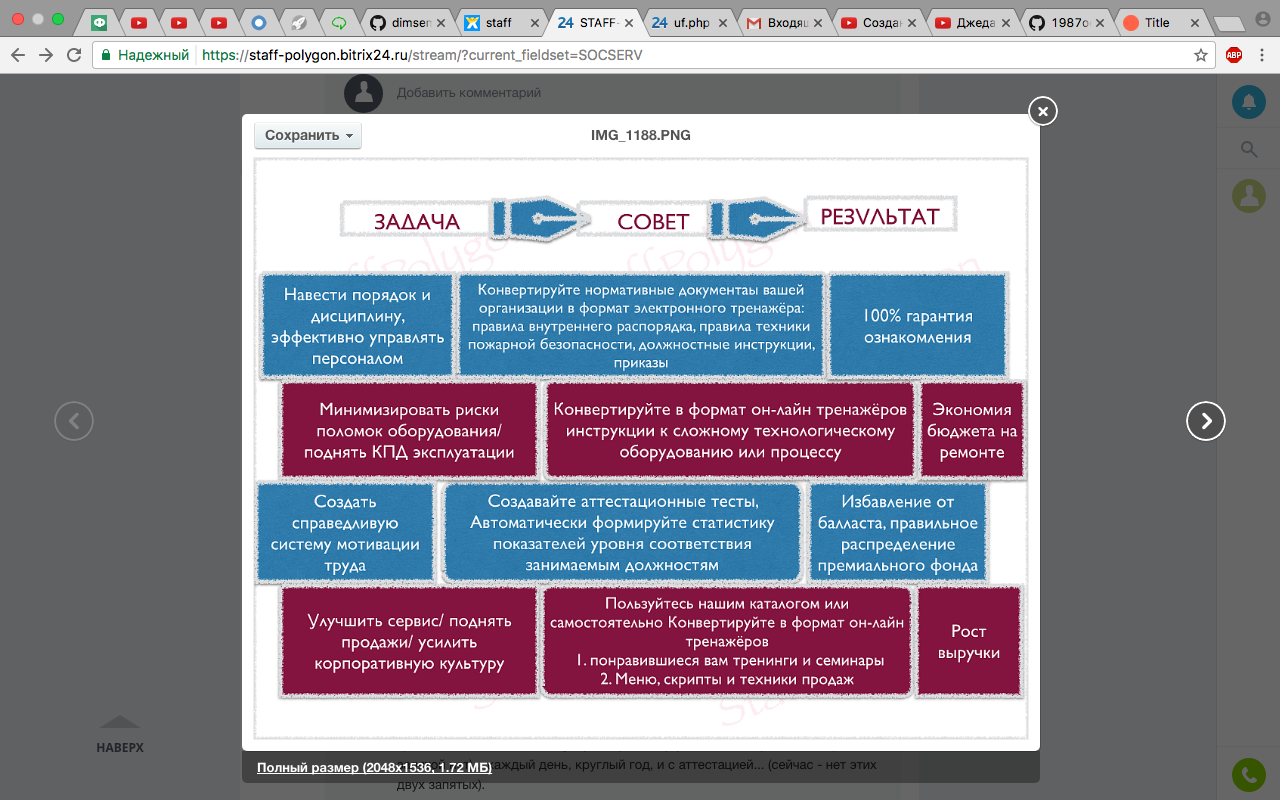 dimsen
staff
STAFF-
uf.php
Входящ
Создан
Джеда
1987o
Title
Надежный
https://staff-polygon.bitrix24.ru/stream/?current_fieldset=SOCSERV
ABP
Добавить комментарий
Сохранить
IMG_1188.PNG
ЗАДАЧА
СОВЕТ
РЕЗУЛЬТАТ
Навести порядок и
дисциплину,
эффективно управлять
персоналом
Конвертируйте нормативные документаы вашей
организации в формат электронного тренажёра:
правила внутреннего распорядка, правила техники
пожарной безопасности, должностные инструкции,
приказы
100% гарантия
ознакомления
Минимизировать риски
поломок оборудования/
поднять КПД эксплуатации
Конвертируйте в формат он-лайн тренажёров
инструкции к сложному технологическому
оборудованию или процессу
Экономия
бюджета на
ремонте
Создать
справедливую
систему мотивации
труда
Создавайте аттестационные тесты,
Автоматически формируйте статистику
показателей уровня соответствия
занимаемым должностям
Избавление от
балласта, правильное
распределение
премиального фонда
Улучшить сервис/ поднять
продажи/ усилить
корпоративную культуру
Пользуйтесь нашим каталогом или
самостоятельно Конвертируйте в формат он-лайн
тренажёров
1. понравившиеся вам тренинги и семинары
2. Меню, скрипты и техники продаж
Рост
выручки
НАВЕРХ
Полный размер (2048x1536, 1.72 МБ)
каждый день, круглый год, и с аттестацией... (сейчас - нет этих
двух запятых).